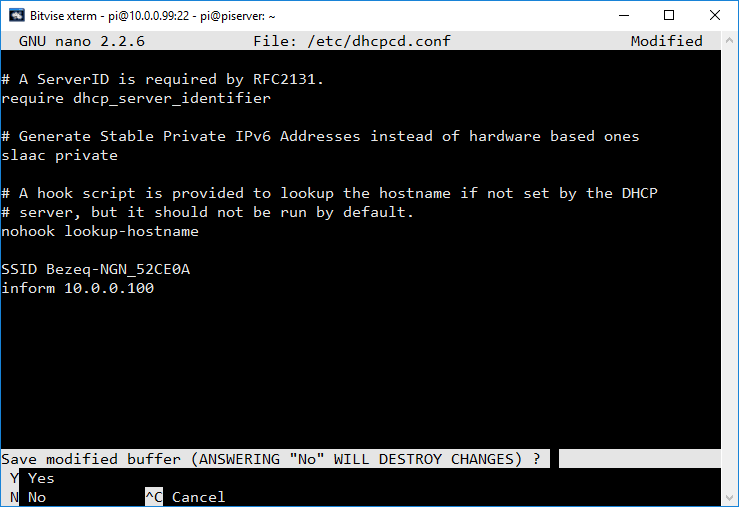 Bitvise xterm - pi@10.0.0.99:22 - pi@piserver: ~
GNU nano 2.2.6 File: /etc/dhcpcd.conf Modified
# A ServerID is required by RFC2131.
require dhcp_server_identifier
# Generate Stable Private IPv6 Addresses instead of hardware based ones
slaac private
# A hook script is provided to lookup the hostname if not set by the DHCP
# server, but it should not be run by default.
nohook lookup-hostname
SSID Bezeq-NGN_52CE0A
inform 10.0.0.100
Save modified buffer (ANSWERING "No" WILL DESTROY CHANGES) ?
Y Yes
N No ^C Cancel